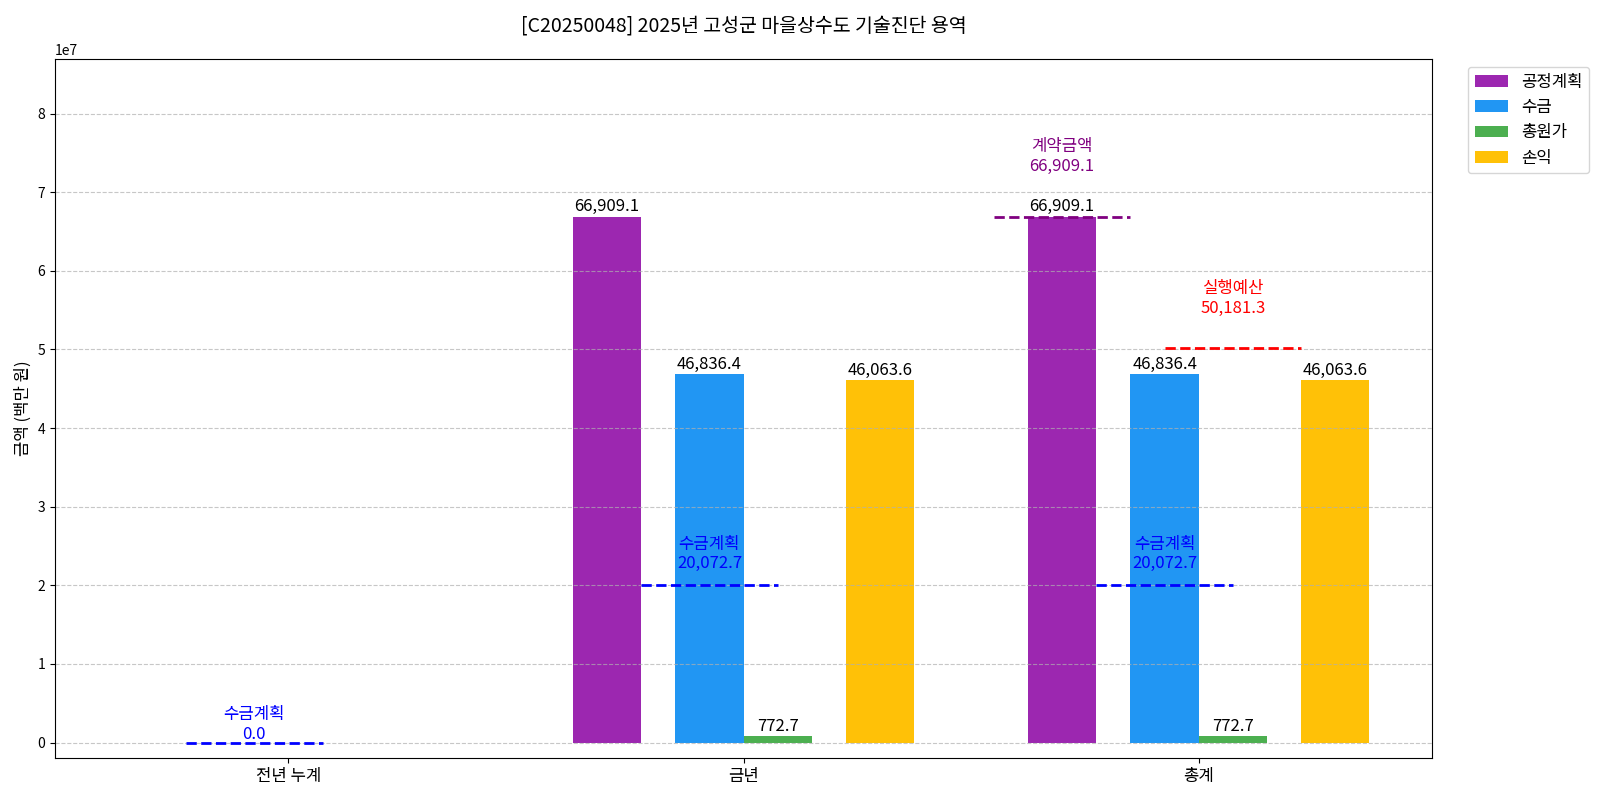 [C20250048] 2025년 고성군 마을상수도 기술진단 용역
1e7
8
7
6
5
4
3
2
1
0
금액 (백만 원)
계약금액
66,909.1
66,909.1
66,909.1
실행예산
50,181.3
46,836.4
46,063.6
46,836.4
46,063.6
수금계획
20,072.7
수금계획
20,072.7
수금계획
0.0
772.7
772.7
전년 누계
금년
총계
공정계획
수금
총원가
손익